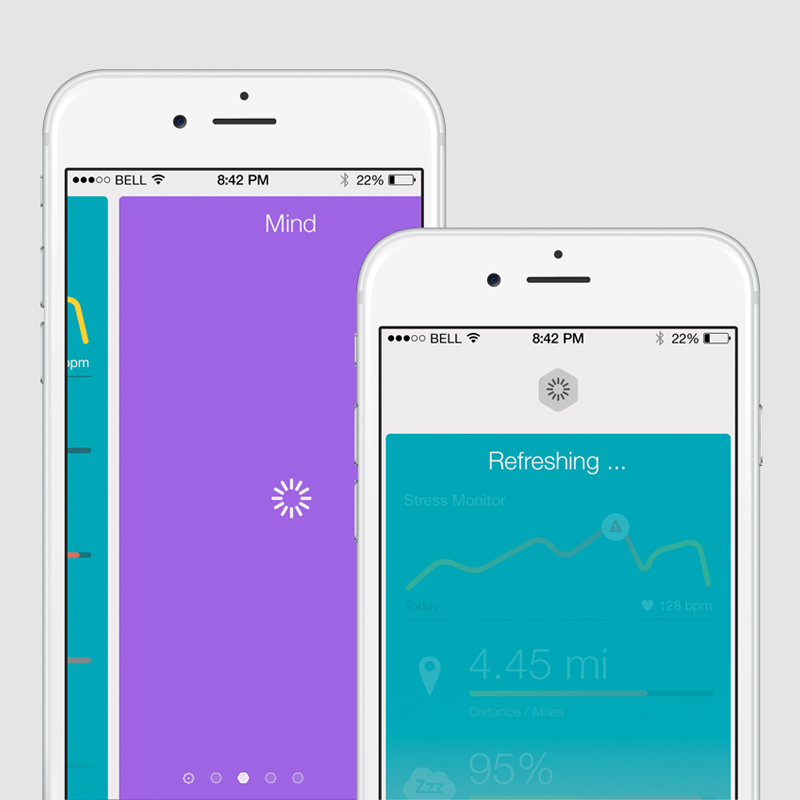 BELL 8:42 PM 22%
Mind
bpm
BELL 8:42 PM 22%
Refreshing ...
Stress Monitor
Today 128 bpm
4.45 mi
Distance / Miles
95%
Zzz